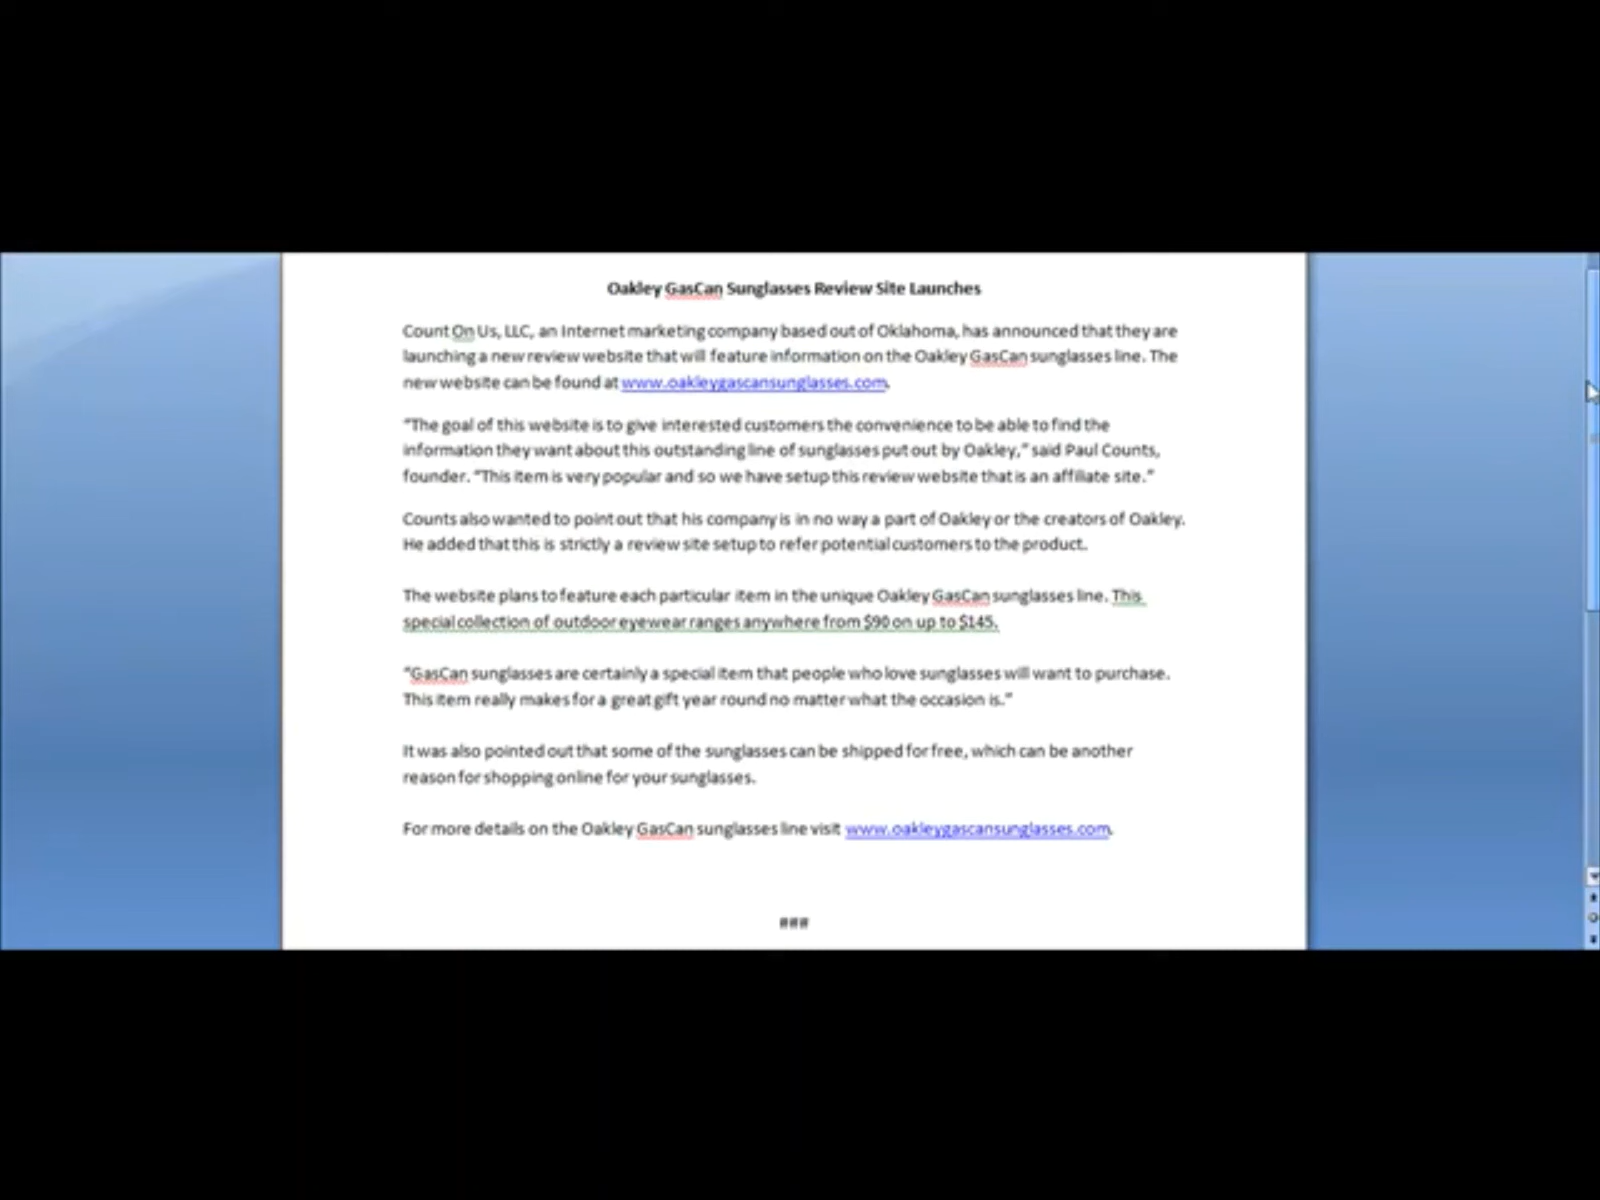 Oakley GasCan Sunglasses Review Site Launches
Count On Us, LLC, an Internet marketing company based out of Oklahoma, has announced that they are
launching a new review website that will feature information on the Oakley GasCan sunglasses line. The
new website can be found at www.oakleygascansunglasses.com.
“The goal of this website is to give interested customers the convenience to be able to find the
information they want about this outstanding line of sunglasses put out by Oakley,” said Paul Counts,
founder. “This item is very popular and so we have setup this review website that is an affiliate site.”
Counts also wanted to point out that his company is in no way a part of Oakley or the creators of Oakley.
He added that this is strictly a review site setup to refer potential customers to the product.
The website plans to feature each particular item in the unique Oakley GasCan sunglasses line. This
special collection of outdoor eyewear ranges anywhere from $90 on up to $145.
“GasCan sunglasses are certainly a special item that people who love sunglasses will want to purchase.
This item really makes for a great gift year round no matter what the occasion is.”
It was also pointed out that some of the sunglasses can be shipped for free, which can be another
reason for shopping online for your sunglasses.
For more details on the Oakley GasCan sunglasses line visit www.oakleygascansunglasses.com.
###